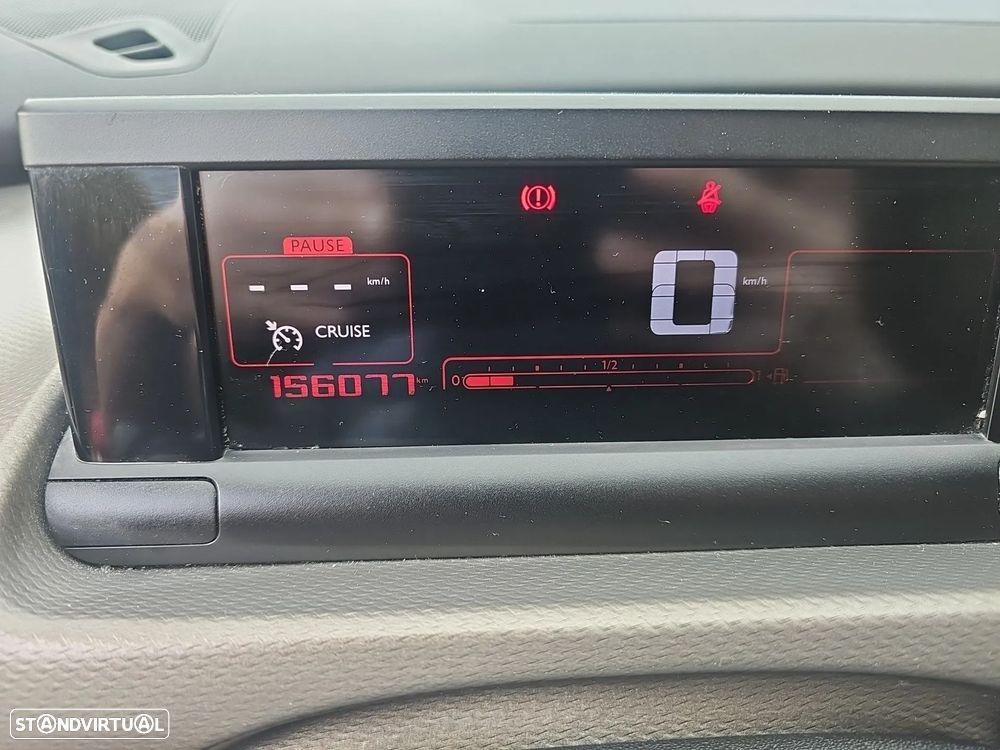 PAUSE
- - - km/h
0 km/h
CRUISE
1/2
0 1
156077 km
STANDVIRTUAL